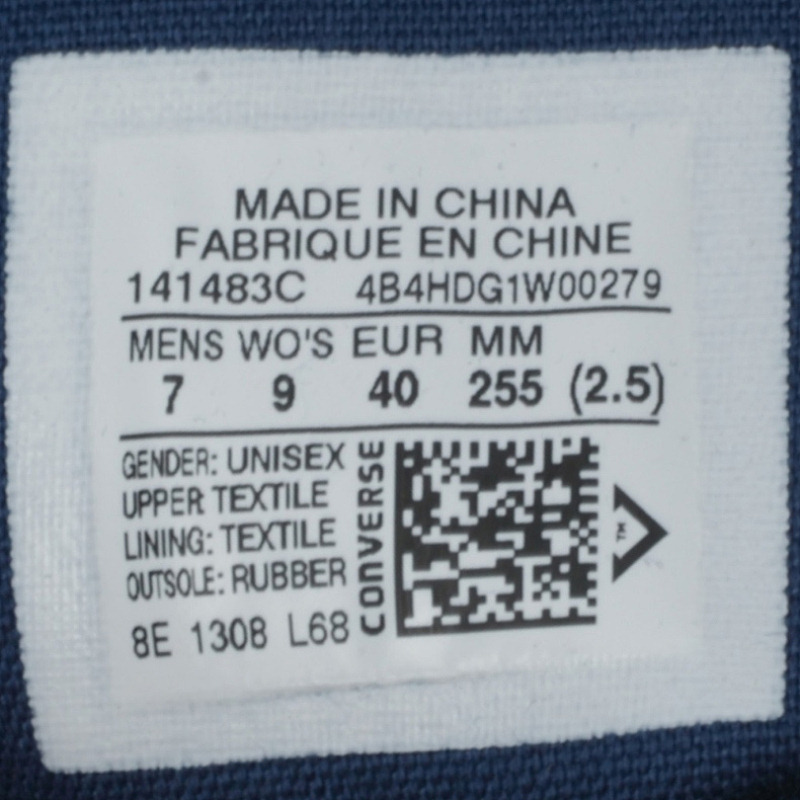 MADE IN CHINA
FABRIQUE EN CHINE
141483C 4B4HDG1W00279
MENS WO'S EUR MM
7 9 40 255 (2.5)
GENDER: UNISEX
UPPER TEXTILE
LINING: TEXTILE
OUTSOLE: RUBBER
8E 1308 L68
CONVERSE
TM